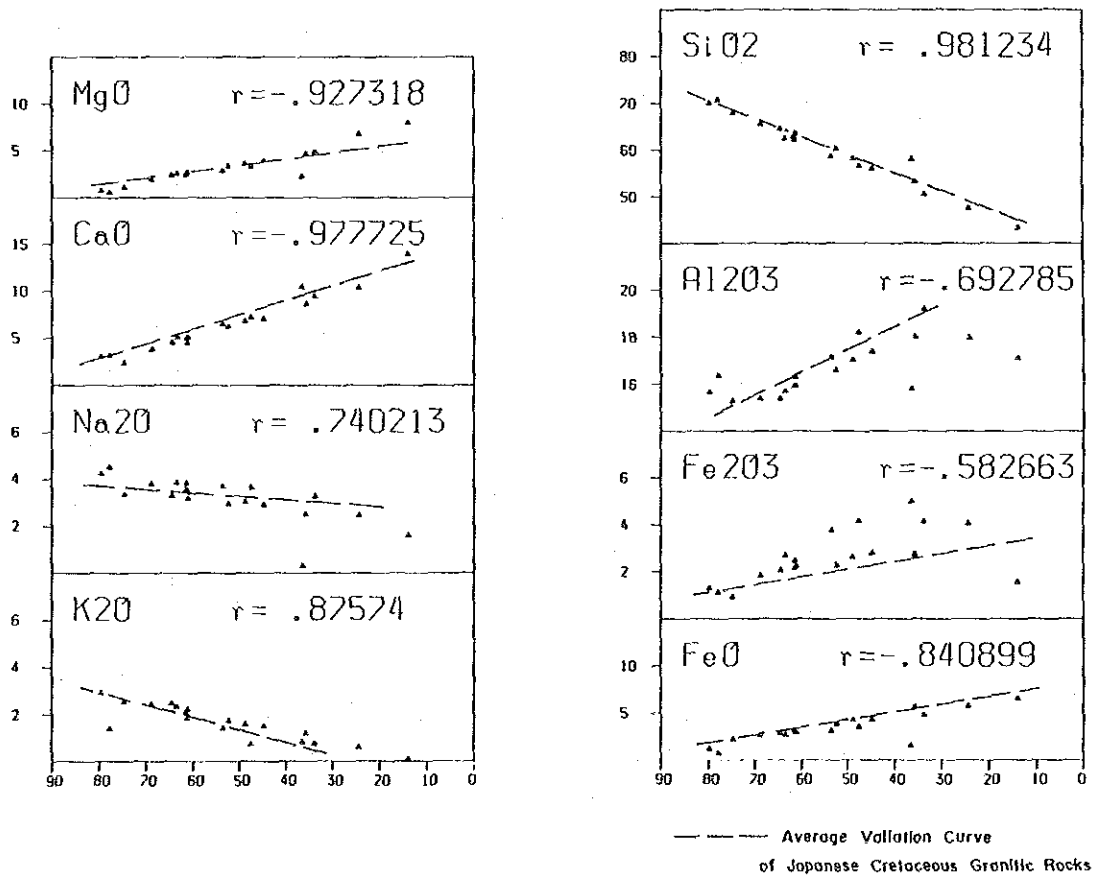 MgO r=-.927318
10
5
CaO r=-.977725
15
10
5
Na2O r= .740213
6
4
2
K2O r= .87574
6
4
2
90 80 70 60 50 40 30 20 10 0
SiO2 r= .981234
80
70
60
50
Al2O3 r=-.692785
20
18
16
Fe2O3 r=-.582663
6
4
2
FeO r=-.840899
10
5
90 80 70 60 50 40 30 20 10 0
Average Valiation Curve
of Japanese Cretaceous Granitic Rocks